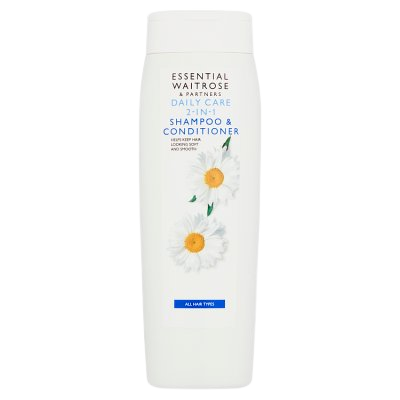 ESSENTIAL
WAITROSE
& PARTNERS
DAILY CARE
2-IN-1
SHAMPOO &
CONDITIONER
HELPS KEEP HAIR
LOOKING SOFT
AND SMOOTH
ALL HAIR TYPES